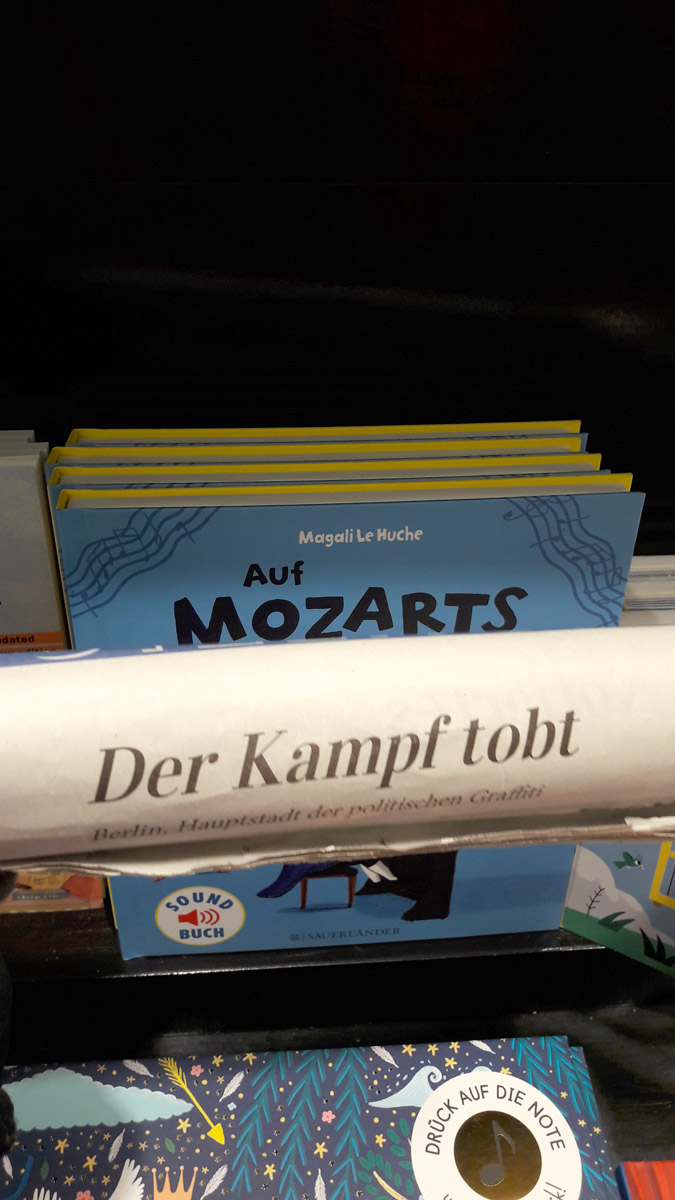 Magali Le Huche
Auf
MOZARTS
dated
Der Kampf tobt
Berlin, Hauptstadt der politischen Graffiti
SOUND
BUCH
SAUERLÄNDER
DRÜCK AUF DIE NOTE